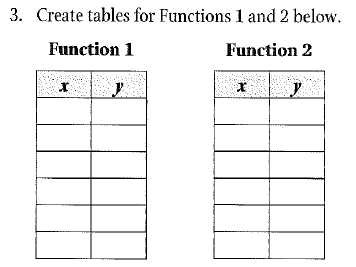 3. Create tables for Functions 1 and 2 below.
Function 1 Function 2
x y x y